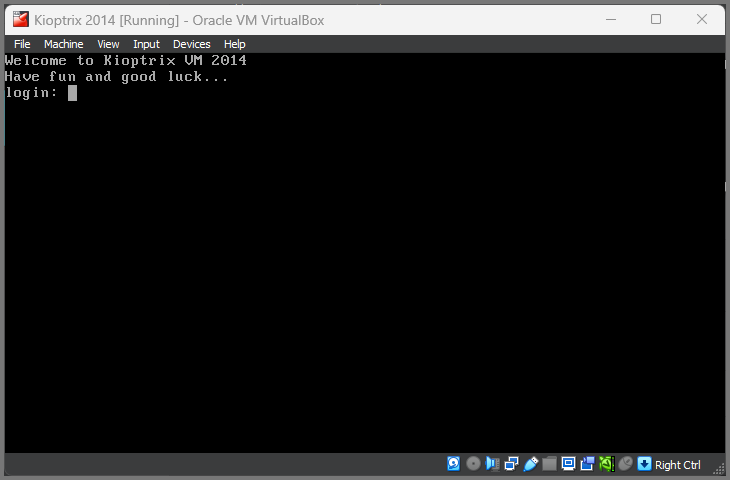 Kioptrix 2014 [Running] - Oracle VM VirtualBox
File Machine View Input Devices Help
Welcome to Kioptrix VM 2014
Have fun and good luck...
login:
Right Ctrl